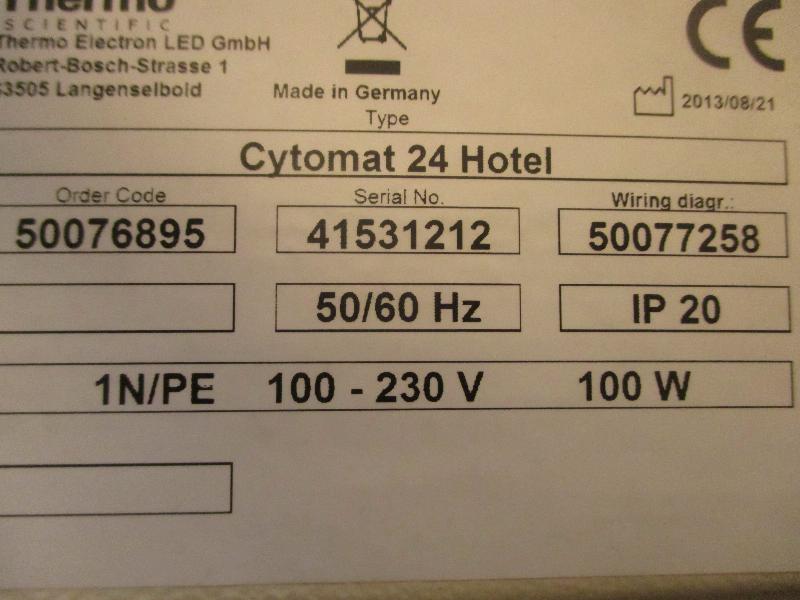 Thermo
SCIENTIFIC
Thermo Electron LED GmbH
Robert-Bosch-Strasse 1
63505 Langenselbold
Made in Germany
CE
2013/08/21
Type
Cytomat 24 Hotel
Order Code
Serial No.
Wiring diagr.:
50076895
41531212
50077258
50/60 Hz
IP 20
1N/PE 100 - 230 V 100 W